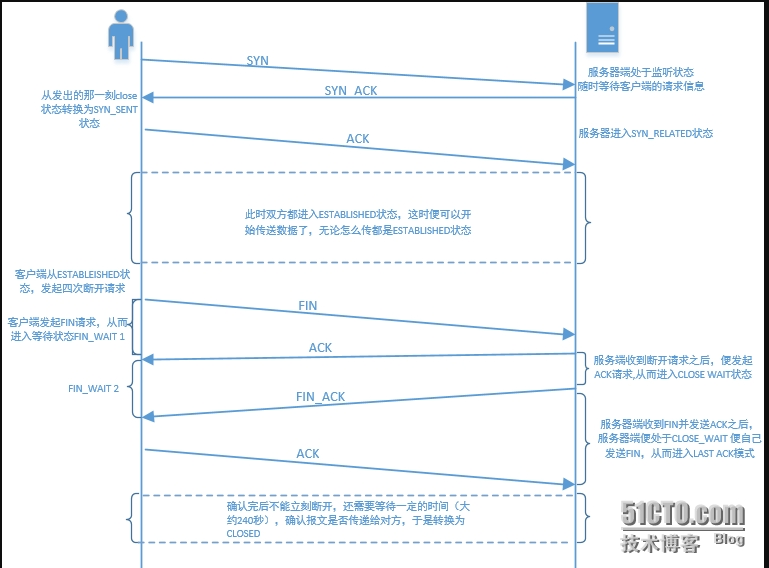 SYN
服务器端处于监听状态
随时等待客户端的请求信息
SYN_ACK
从发出的那一刻close
状态转换为SYN_SENT
状态
ACK
服务器进入SYN_RELATED状态
此时双方都进入ESTABLISHED状态，这时便可以开
始传送数据了，无论怎么传都是ESTABLISHED状态
客户端从ESTABLEISHED状
态，发起四次断开请求
FIN
客户端发起FIN请求，从而
进入等待状态FIN_WAIT 1
ACK
服务端收到断开请求之后，便发起
ACK请求,从而进入CLOSE WAIT状态
FIN_WAIT 2
FIN_ACK
服务器端收到FIN并发送ACK之后，
服务器端便处于CLOSE_WAIT 便自己
发送FIN，从而进入LAST ACK模式
ACK
确认完后不能立刻断开，还需要等待一定的时间（大
约240秒），确认报文是否传递给对方，于是转换为
CLOSED
51CTO.com
技术博客 Blog